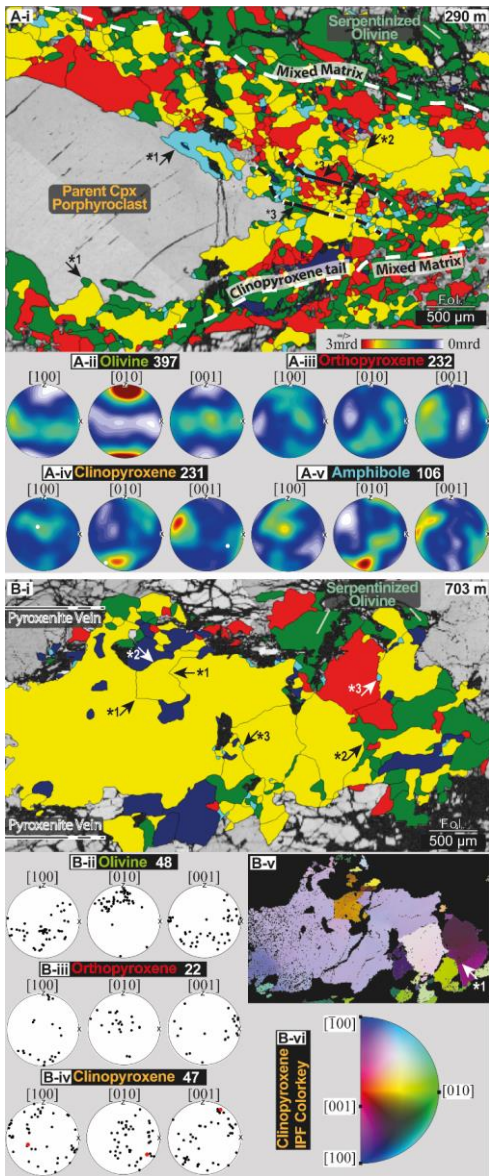 A-i
290 m
Serpentinized
Olivine
Mixed Matrix
*1
*2
Parent Cpx
Porphyroclast
*3
*1
Clinopyroxene tail
Mixed Matrix
Fol.
500 µm
3mrd
0mrd
A-ii Olivine 397
A-iii Orthopyroxene 232
[100] [010] [001] [100] [010] [001]
Z Z
X X
A-iv Clinopyroxene 231
A-v Amphibole 106
[100] [010] [001] [100] [010] [001]
Z Z
X X
B-i
703 m
Serpentinized
Olivine
Pyroxenite Vein
*2
*1
*3
*1
*3
*2
Pyroxenite Vein
Fol.
500 µm
B-ii Olivine 48
B-v
[100] [010] [001]
Z
X
*1
B-iii Orthopyroxene 22
[100] [010] [001]
Z
X
B-vi
Clinopyroxene
IPF Colorkey
[1̄00]
[010]
[001]
[100]
B-iv Clinopyroxene 47
[100] [010] [001]
Z
X